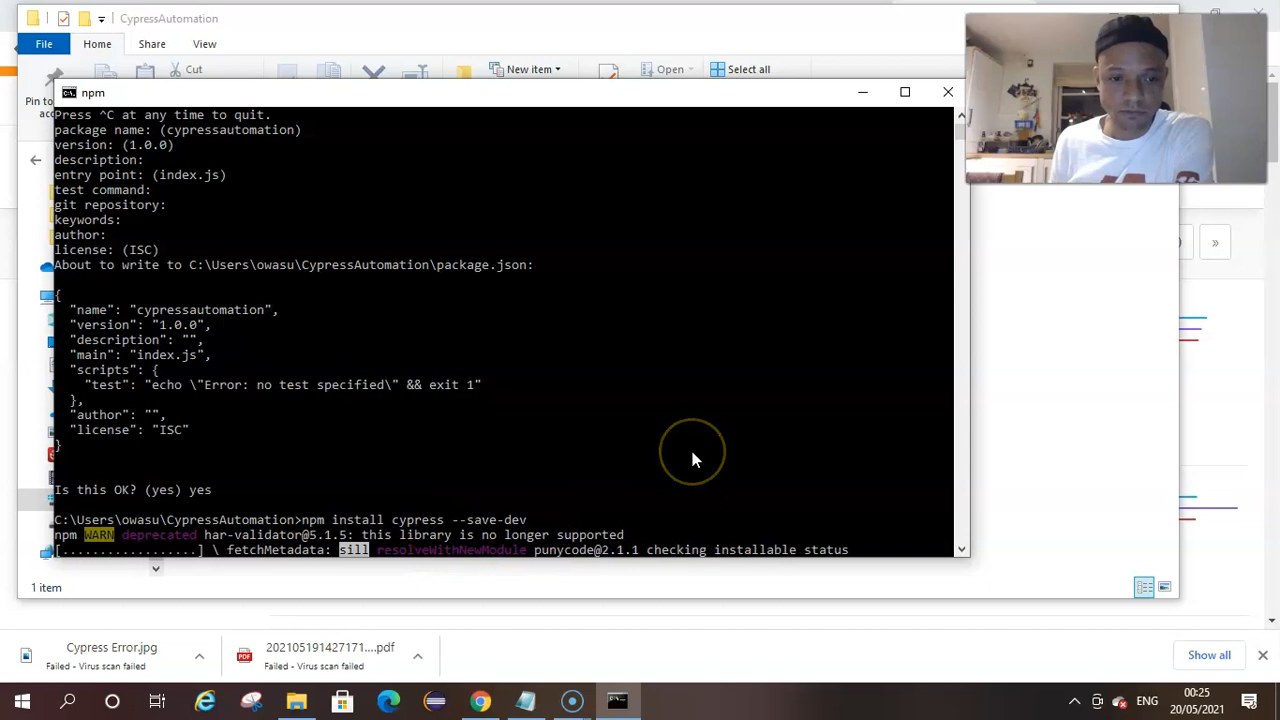 CypressAutomation
File Home Share View
Cut
New item
Open
Select all
Pin to
npm
Press ^C at any time to quit.
package name: (cypressautomation)
version: (1.0.0)
description:
entry point: (index.js)
test command:
git repository:
keywords:
author:
license: (ISC)
About to write to C:\Users\owasu\CypressAutomation\package.json:
{
"name": "cypressautomation",
"version": "1.0.0",
"description": "",
"main": "index.js",
"scripts": {
"test": "echo \"Error: no test specified\" && exit 1"
},
"author": "",
"license": "ISC"
}
Is this OK? (yes) yes
C:\Users\owasu\CypressAutomation>npm install cypress --save-dev
npm WARN deprecated har-validator@5.1.5: this library is no longer supported
[..................] \ fetchMetadata: sill resolveWithNewModule punycode@2.1.1 checking installable status
1 item
Cypress Error.jpg
Failed - Virus scan failed
202105191427171....pdf
Failed - Virus scan failed
Show all
ENG
00:25
20/05/2021